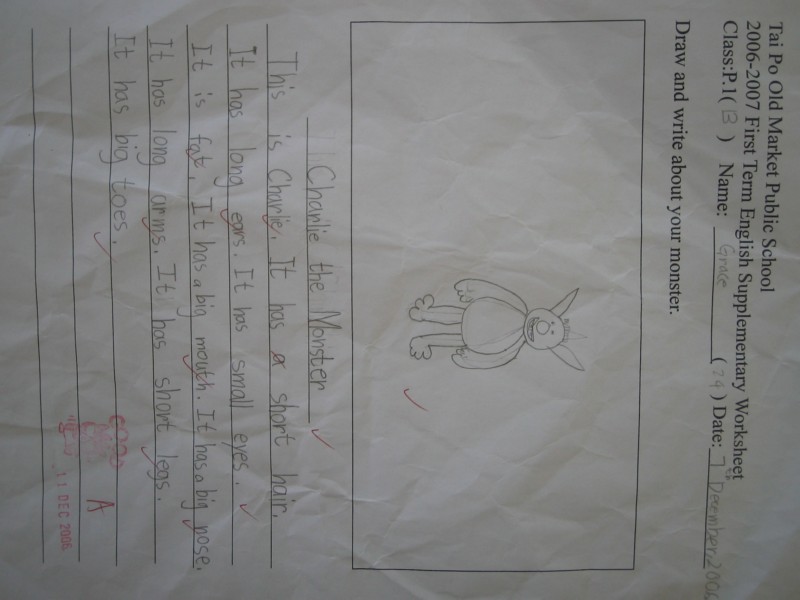 Tai Po Old Market Public School
2006-2007 First Term English Supplementary Worksheet
Class:P.1( B ) Name: Grace ( 29 ) Date: 7th December, 2006
Draw and write about your monster.
Charlie the Monster
This is Charlie. It has a short hair.
It has long ears. It has small eyes.
It is fat. It has a big mouth. It has a big nose.
It has long arms. It has short legs.
It has big toes.
A
11 DEC 2006